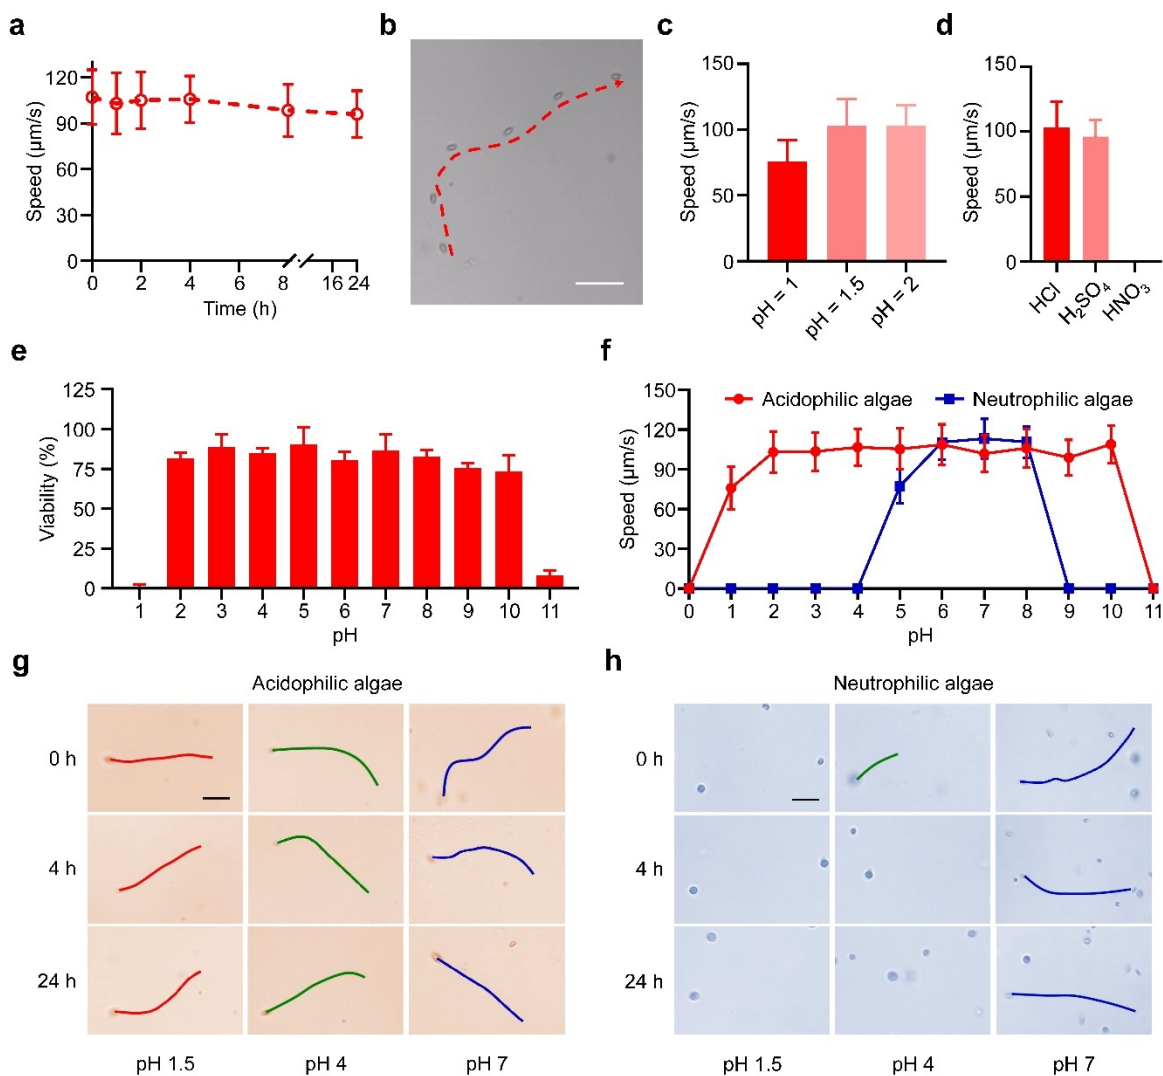 a
Speed (µm/s)
120
90
60
30
0
0 2 4 6 8 16 24
Time (h)
b
c
Speed (µm/s)
150
100
50
0
pH = 1
pH = 1.5
pH = 2
d
Speed (µm/s)
150
100
50
0
HCl
H₂SO₄
HNO₃
e
Viability (%)
125
100
75
50
25
0
1 2 3 4 5 6 7 8 9 10 11
pH
f
Acidophilic algae Neutrophilic algae
Speed (µm/s)
150
120
90
60
30
0
0 1 2 3 4 5 6 7 8 9 10 11
pH
g
Acidophilic algae
0 h
4 h
24 h
pH 1.5 pH 4 pH 7
h
Neutrophilic algae
0 h
4 h
24 h
pH 1.5 pH 4 pH 7